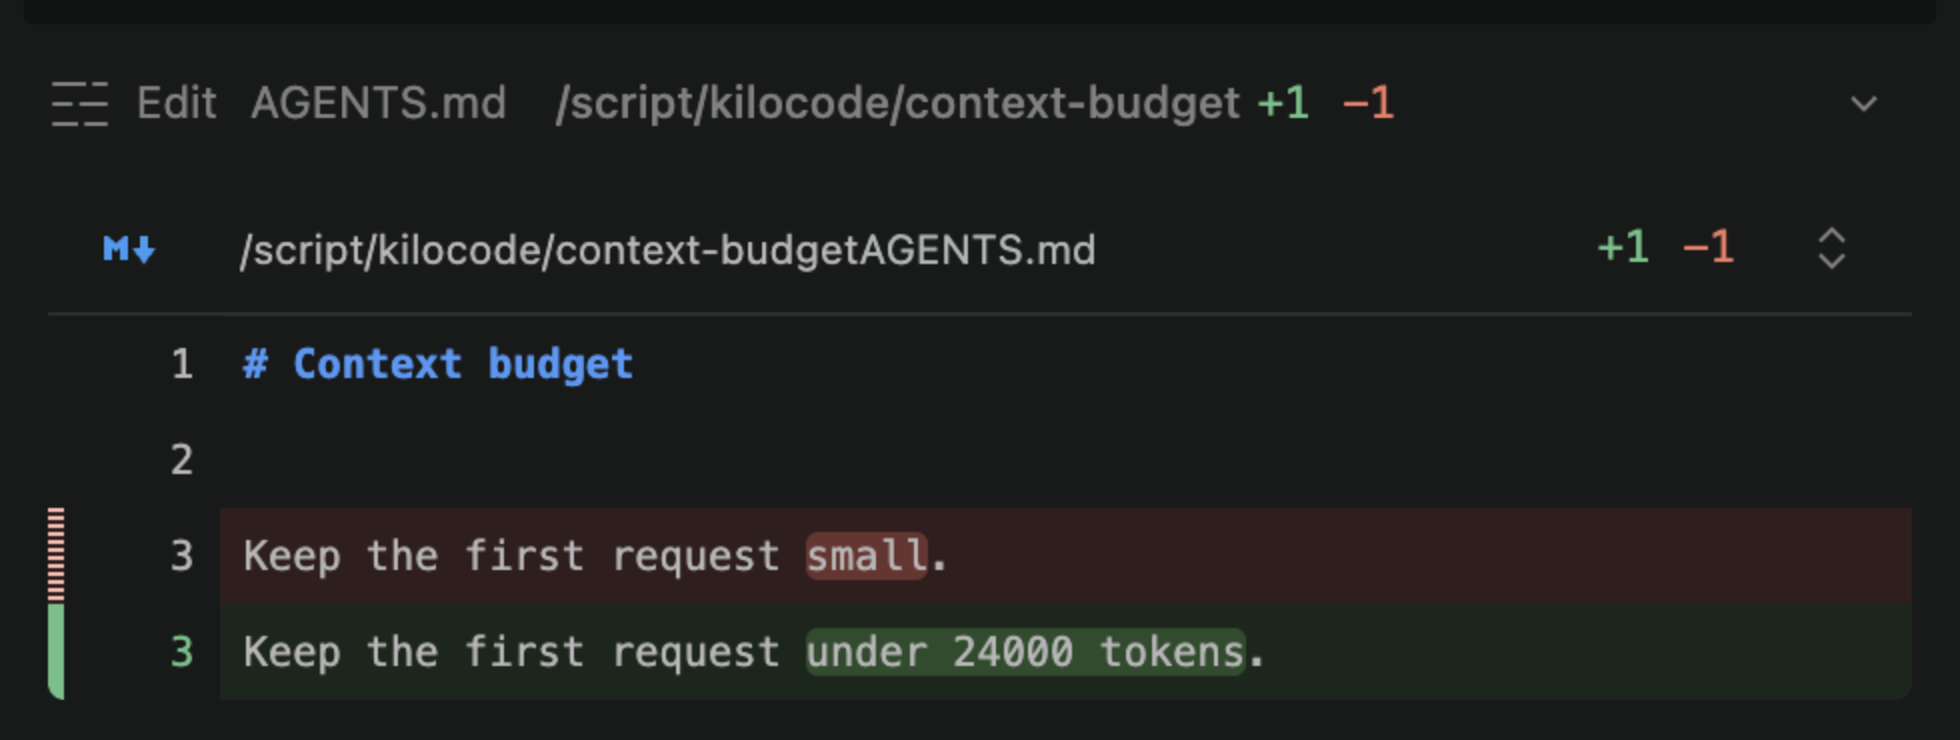 Edit AGENTS.md /script/kilocode/context-budget +1 −1
M↓ /script/kilocode/context-budgetAGENTS.md +1 −1
1 # Context budget
2
3 Keep the first request small.
3 Keep the first request under 24000 tokens.